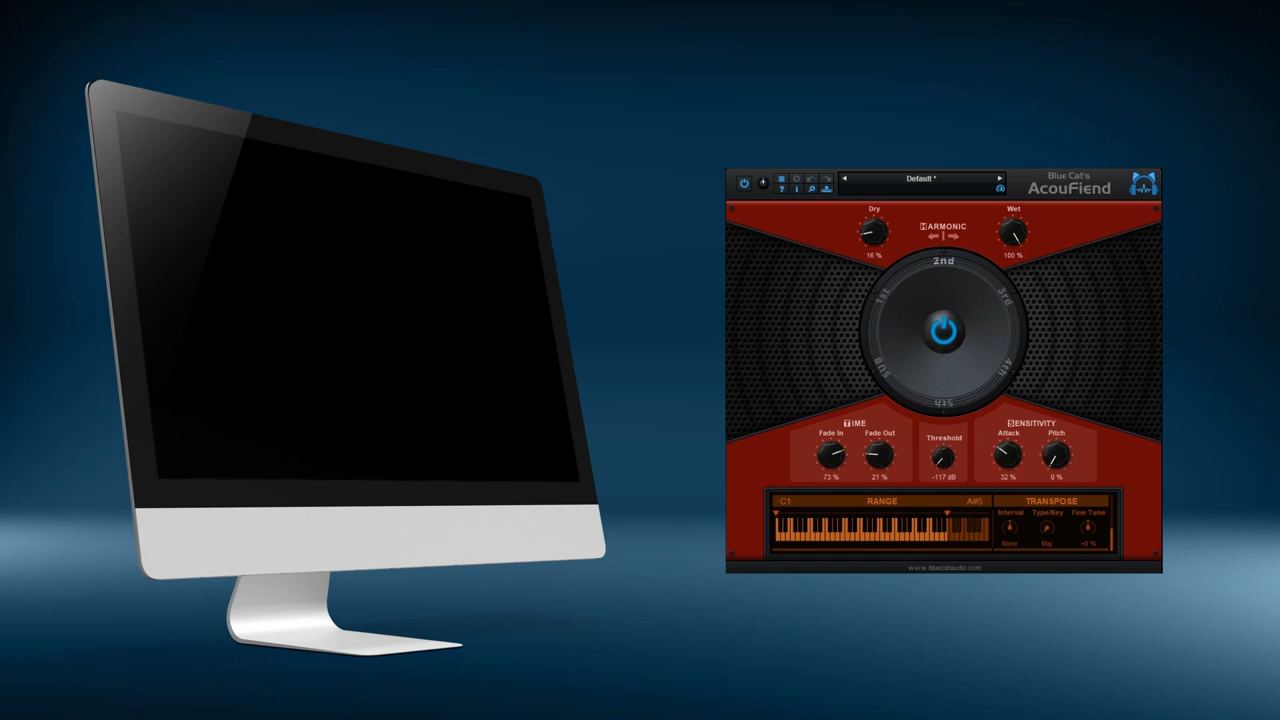 Default *
Blue Cat's
AcouFiend
Dry
Wet
HARMONIC
16 %
100 %
2nd
1st
3rd
SUB
4th
5th
TIME
SENSITIVITY
Fade In
Fade Out
Threshold
Attack
Pitch
73 %
21 %
-117 dB
32 %
0 %
C1
RANGE
A#5
TRANSPOSE
Interval
Type/Key
Fine Tune
None
Maj
+0 %
www.bluecataudio.com